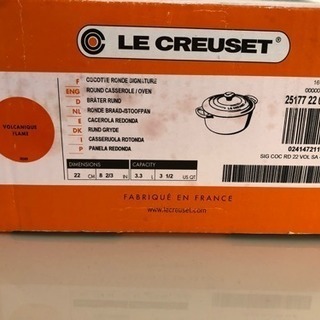 LE CREUSET®
F COCOTTE RONDE SIGNATURE
ENG ROUND CASSEROLE / OVEN
D BRÄTER RUND
NL RONDE BRAAD-/STOOFPAN
E CACEROLA REDONDA
DK RUND GRYDE
I CASSERUOLA ROTONDA
P PANELA REDONDA
VOLCANIQUE
FLAME
25177 22
024147211
DIMENSIONS CAPACITY
22 CM 8 2/3 IN 3.3 L 3 1/2 US QT
SIG COC RD 22 VOL SA
FABRIQUÉ EN FRANCE
www.lecreuset.com